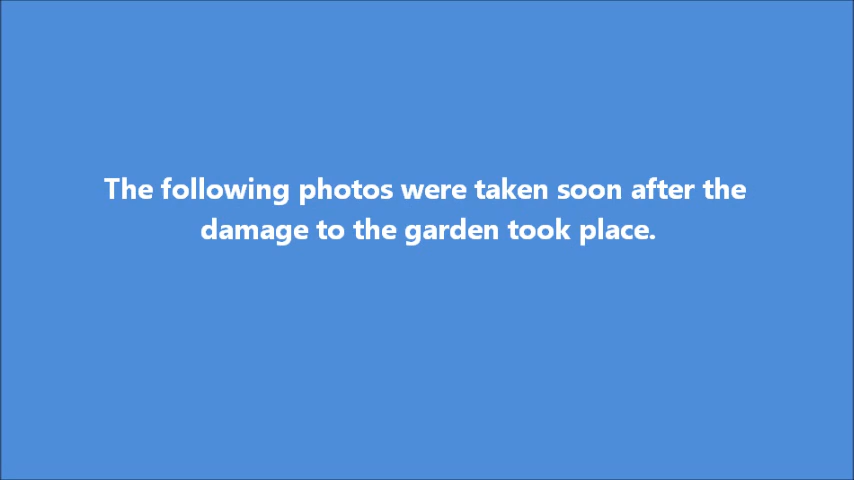 The following photos were taken soon after the
damage to the garden took place.